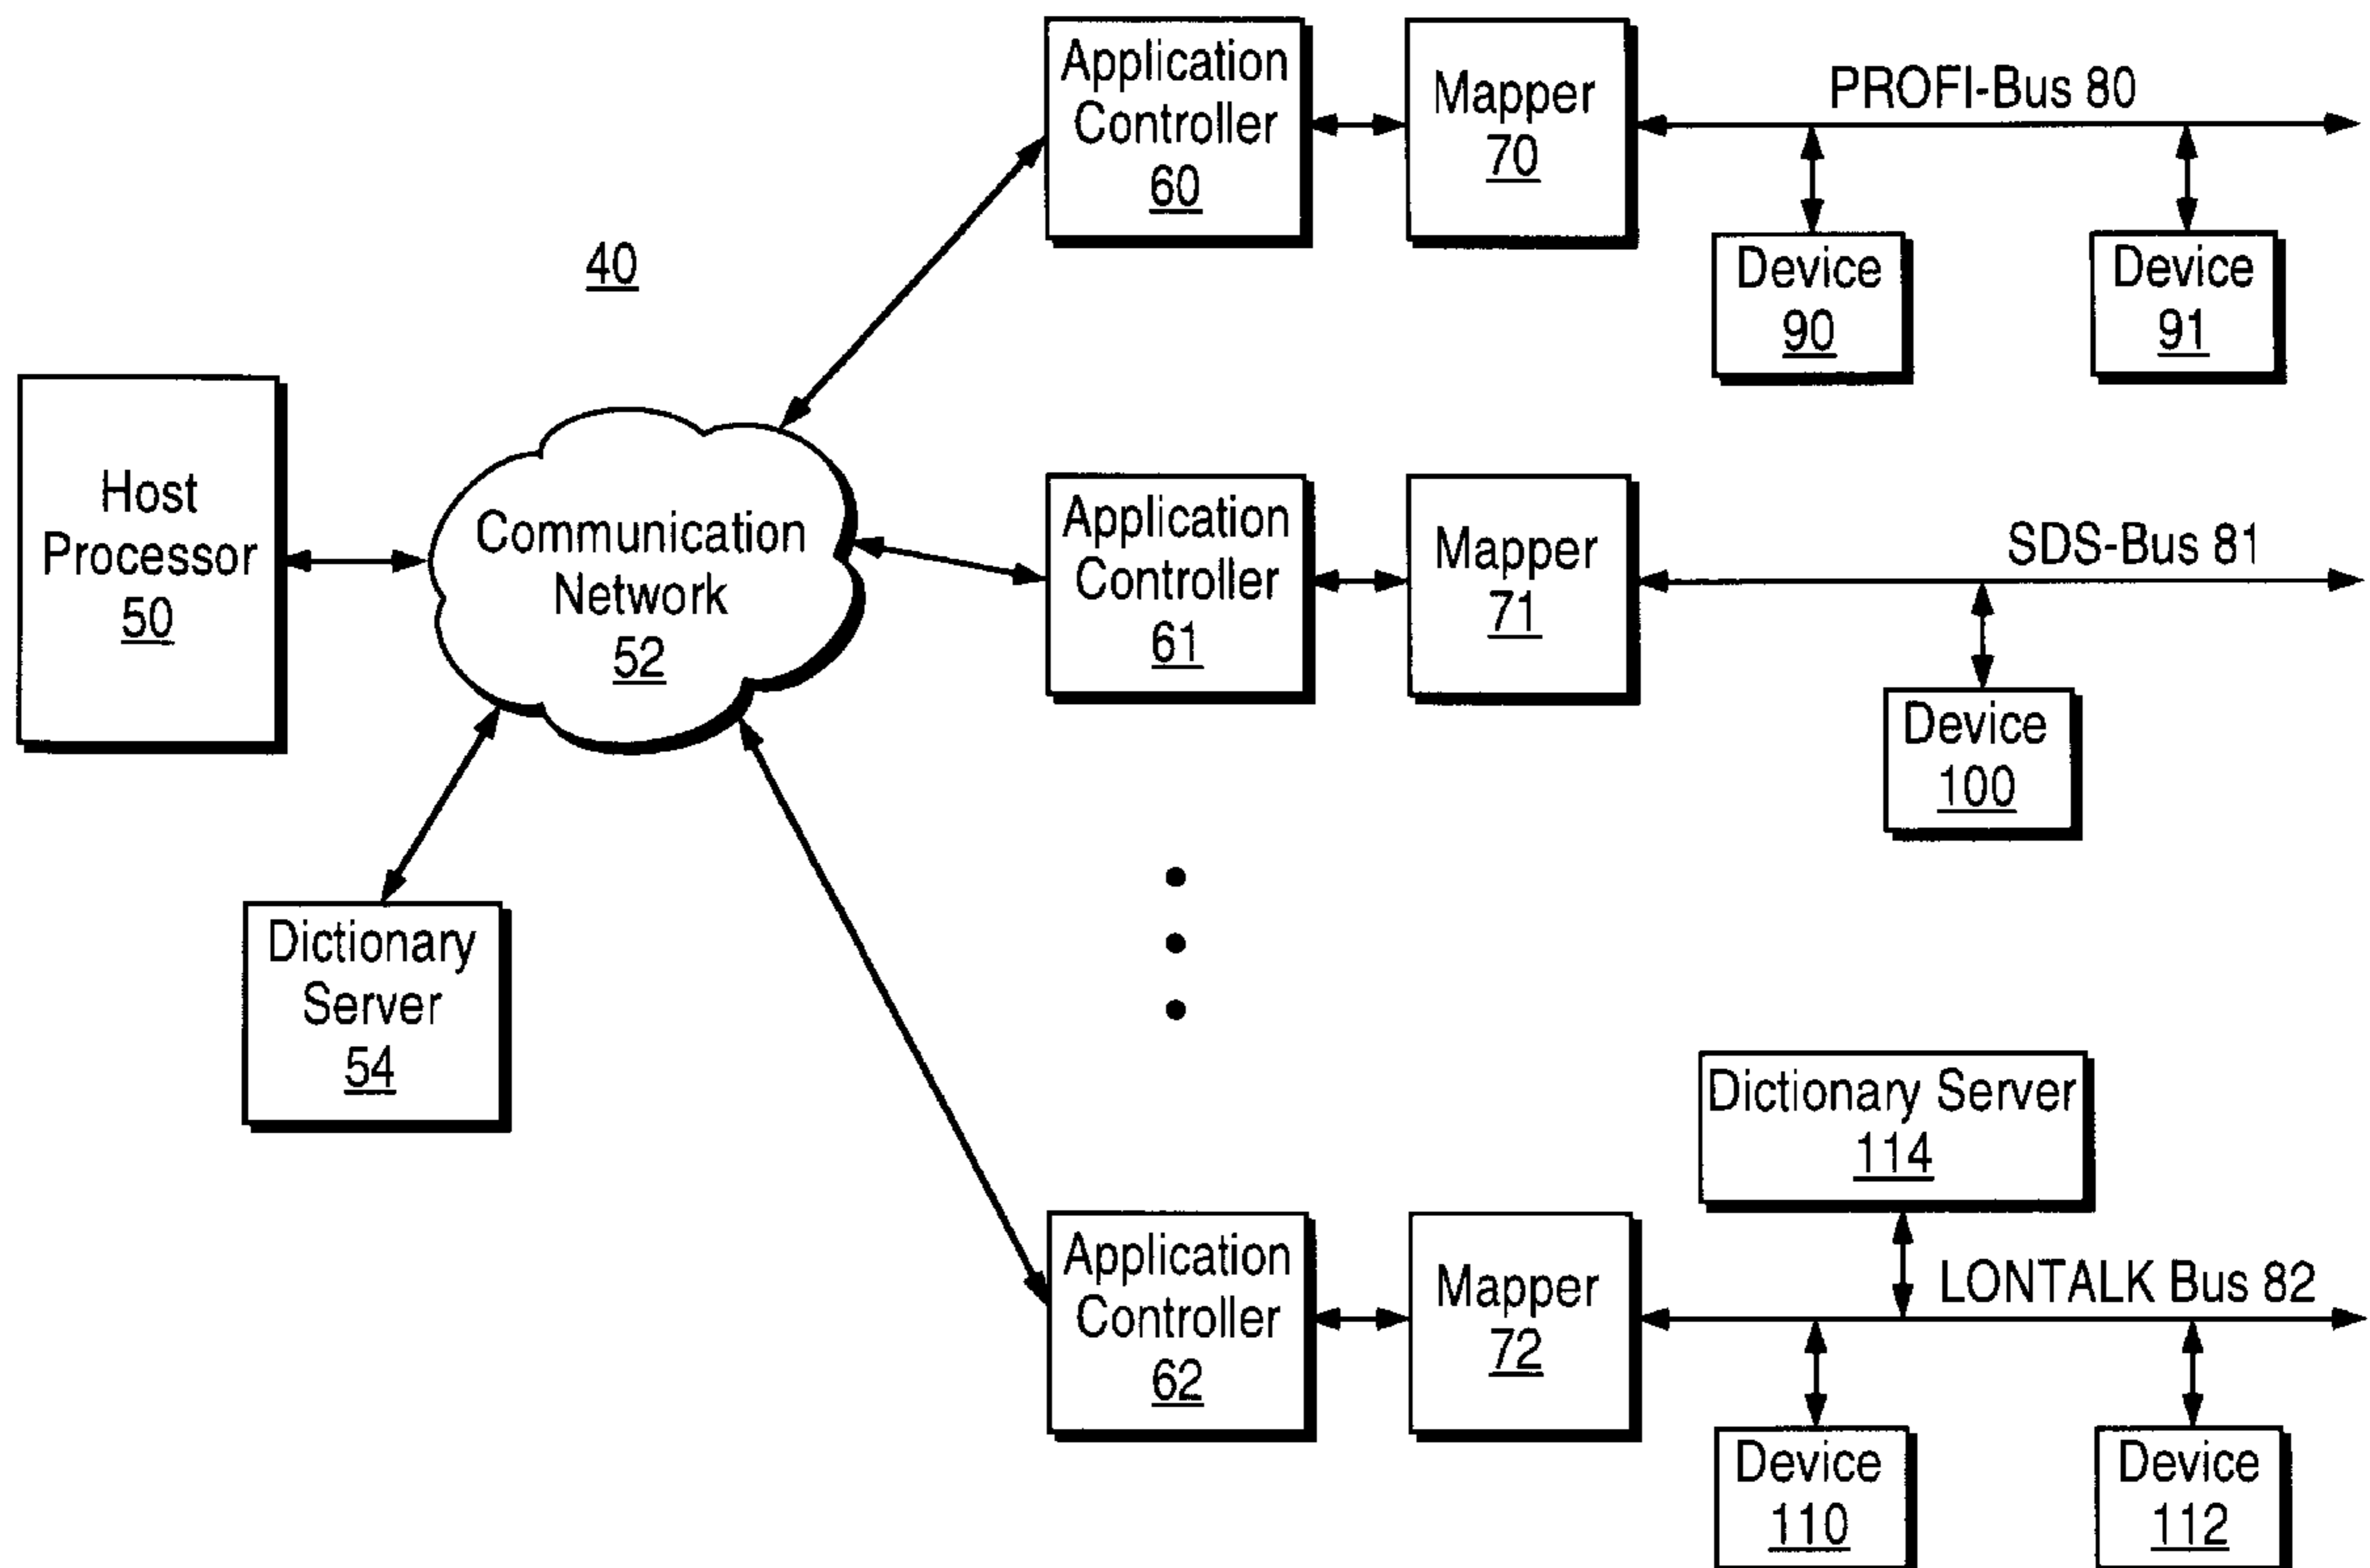 Application
Controller
60
Mapper
70
PROFI-Bus 80
Device
90
Device
91
40
Host
Processor
50
Communication
Network
52
Application
Controller
61
Mapper
71
SDS-Bus 81
Device
100
Dictionary
Server
54
Dictionary Server
114
Application
Controller
62
Mapper
72
LONTALK Bus 82
Device
110
Device
112